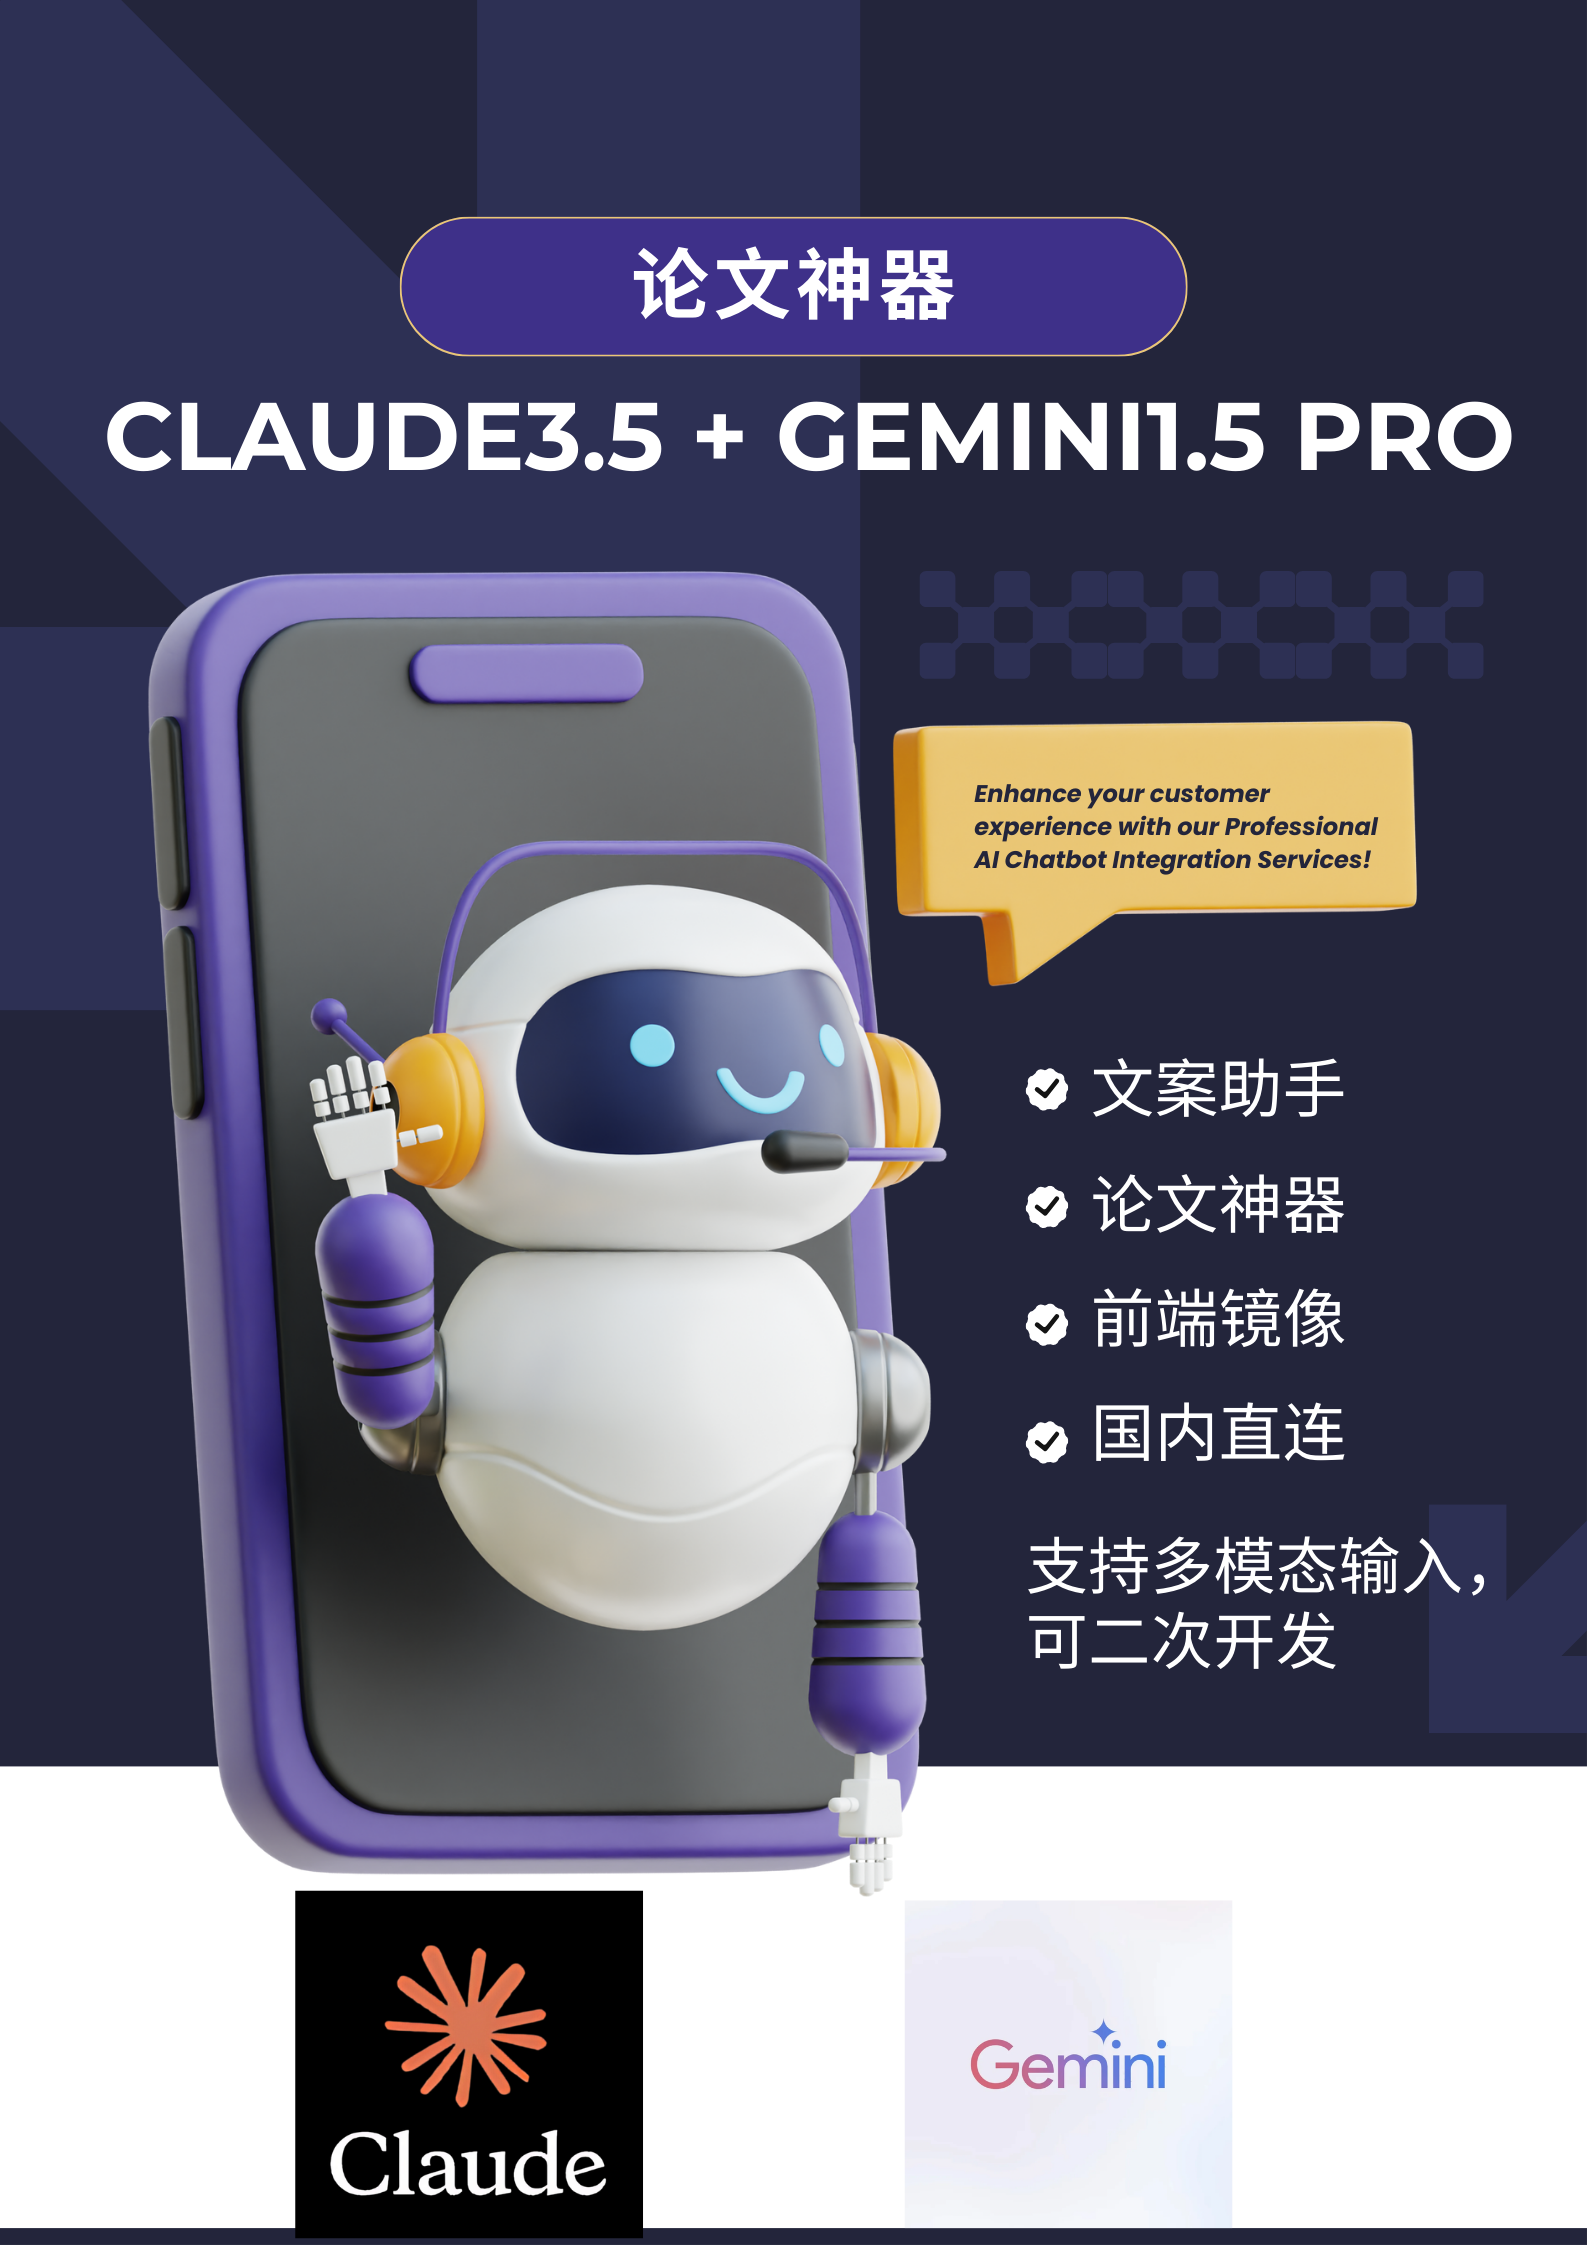 论文神器
CLAUDE3.5 + GEMINI1.5 PRO
Enhance your customer
experience with our Professional
AI Chatbot Integration Services!
文案助手
论文神器
前端镜像
国内直连
支持多模态输入，
可二次开发
Claude
Gemini